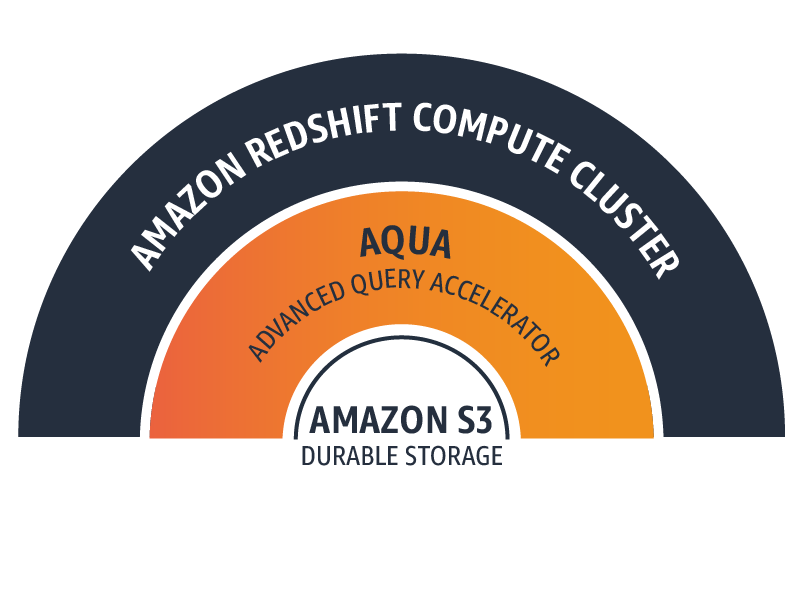 AMAZON REDSHIFT COMPUTE CLUSTER
AQUA
ADVANCED QUERY ACCELERATOR
AMAZON S3
DURABLE STORAGE